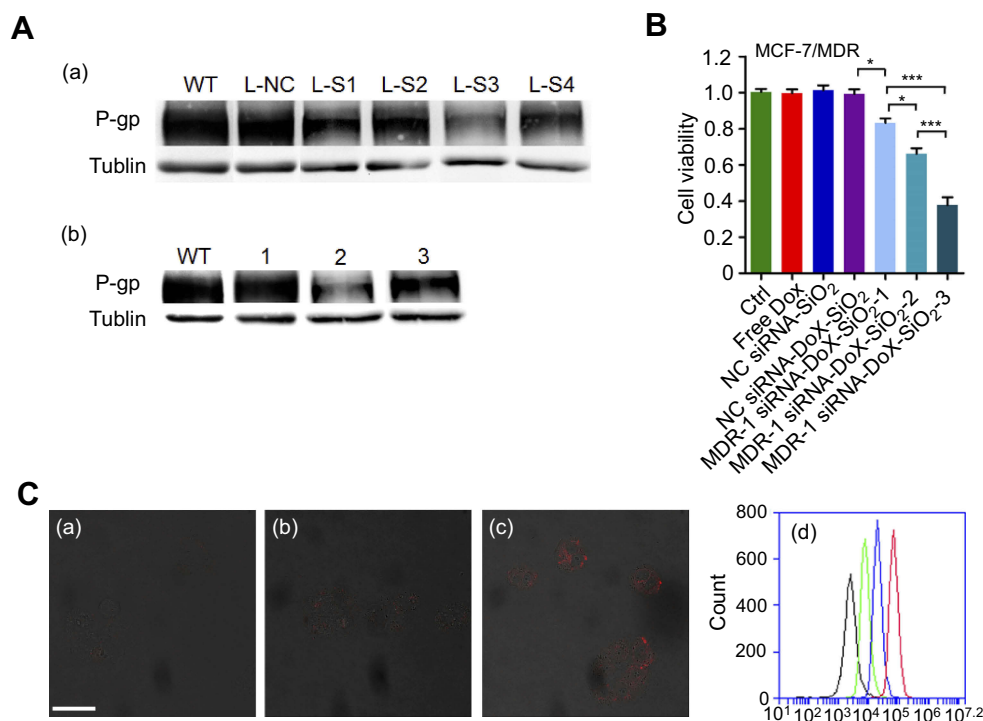 A
(a)
WT L-NC L-S1 L-S2 L-S3 L-S4
P-gp
Tublin
(b)
WT 1 2 3
P-gp
Tublin
B
MCF-7/MDR
* *** * ***
Cell viability
1.2
1.0
0.8
0.6
0.4
0.2
0
Ctrl
Free Dox
NC siRNA-SiO₂
NC siRNA-DoX-SiO₂
MDR-1 siRNA-DoX-SiO₂-1
MDR-1 siRNA-DoX-SiO₂-2
MDR-1 siRNA-DoX-SiO₂-3
C
(a) (b) (c) (d)
Count
800
600
400
200
0
10¹ 10² 10³ 10⁴ 10⁵ 10⁶ 10⁷·²